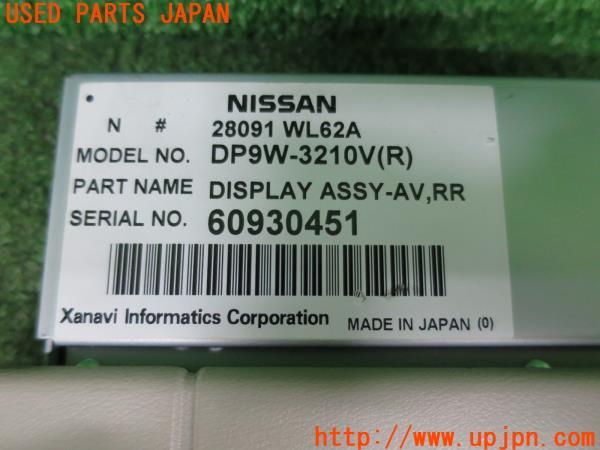 USED PARTS JAPAN
NISSAN
N # 28091 WL62A
MODEL NO. DP9W-3210V(R)
PART NAME DISPLAY ASSY-AV,RR
SERIAL NO. 60930451
Xanavi Informatics Corporation MADE IN JAPAN (0)
UPJ
http://www.upjpn.com/